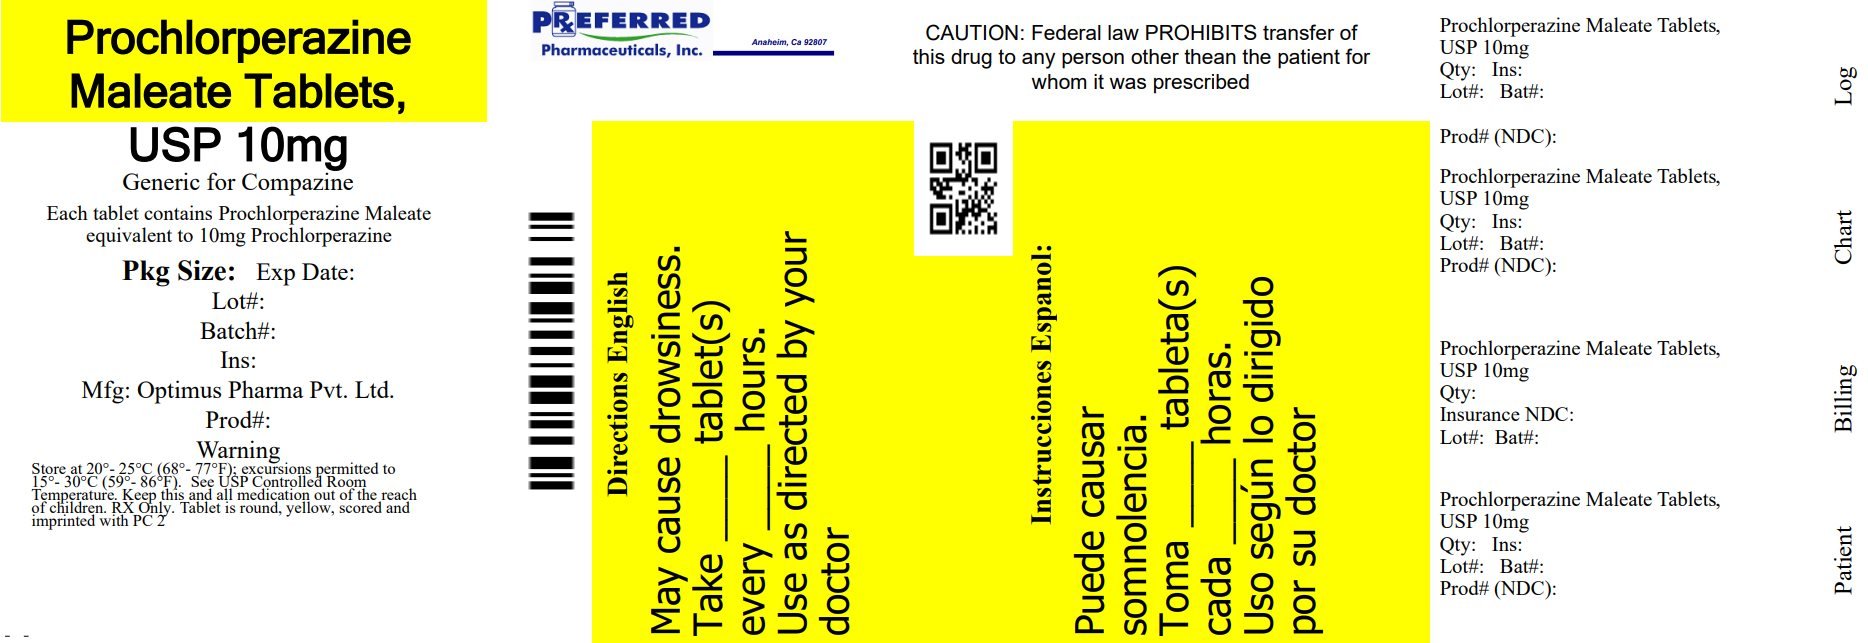 Prochlorperazine
Maleate Tablets,
USP 10mg
Generic for Compazine
Each tablet contains Prochlorperazine Maleate
equivalent to 10mg Prochlorperazine
Pkg Size: Exp Date:
Lot#:
Batch#:
Ins:
Mfg: Optimus Pharma Pvt. Ltd.
Prod#:
Warning
Store at 20°- 25°C (68°- 77°F); excursions permitted to
15°- 30°C (59°- 86°F). See USP Controlled Room
Temperature. Keep this and all medication out of the reach
of children. RX Only. Tablet is round, yellow, scored and
imprinted with PC 2
PREFERRED
Pharmaceuticals, Inc.
Anaheim, Ca 92807
CAUTION: Federal law PROHIBITS transfer of
this drug to any person other thean the patient for
whom it was prescribed
Directions English
May cause drowsiness.
Take _____ tablet(s)
every _____ hours.
Use as directed by your
doctor
Instrucciones Espanol:
Puede causar
somnolencia.
Toma _____ tableta(s)
cada _____ horas.
Uso según lo dirigido
por su doctor
Prochlorperazine Maleate Tablets,
USP 10mg
Qty: Ins:
Lot#: Bat#:
Prod# (NDC):
Log
Prochlorperazine Maleate Tablets,
USP 10mg
Qty: Ins:
Lot#: Bat#:
Prod# (NDC):
Chart
Prochlorperazine Maleate Tablets,
USP 10mg
Qty:
Insurance NDC:
Lot#: Bat#:
Billing
Prochlorperazine Maleate Tablets,
USP 10mg
Qty: Ins:
Lot#: Bat#:
Prod# (NDC):
Patient